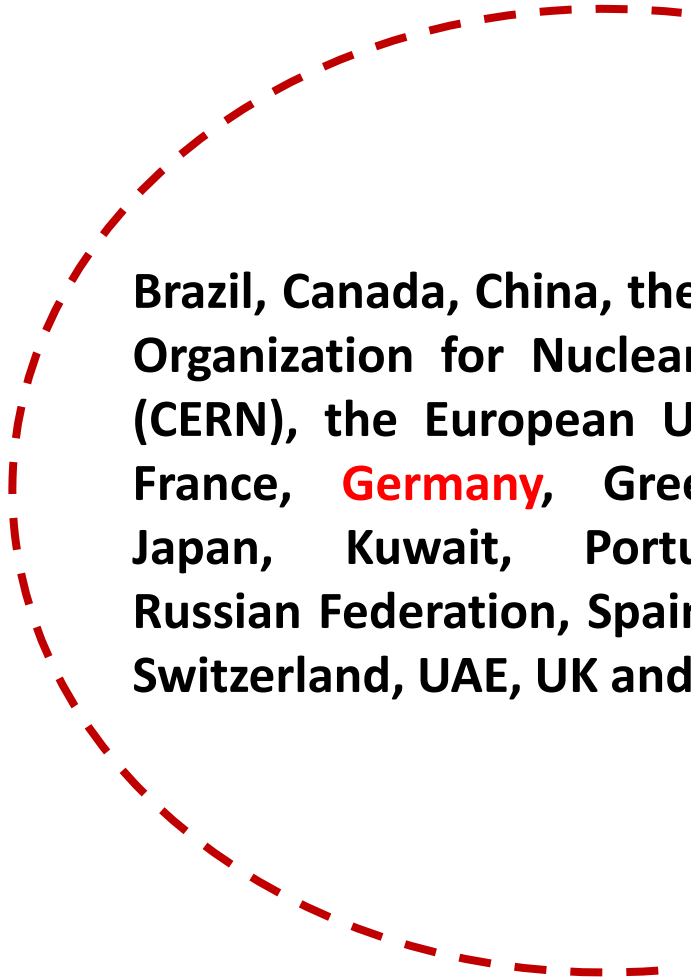 Brazil, Canada, China, the
Organization for Nuclear
(CERN), the European U
France, Germany, Gree
Japan, Kuwait, Portu
Russian Federation, Spain
Switzerland, UAE, UK and